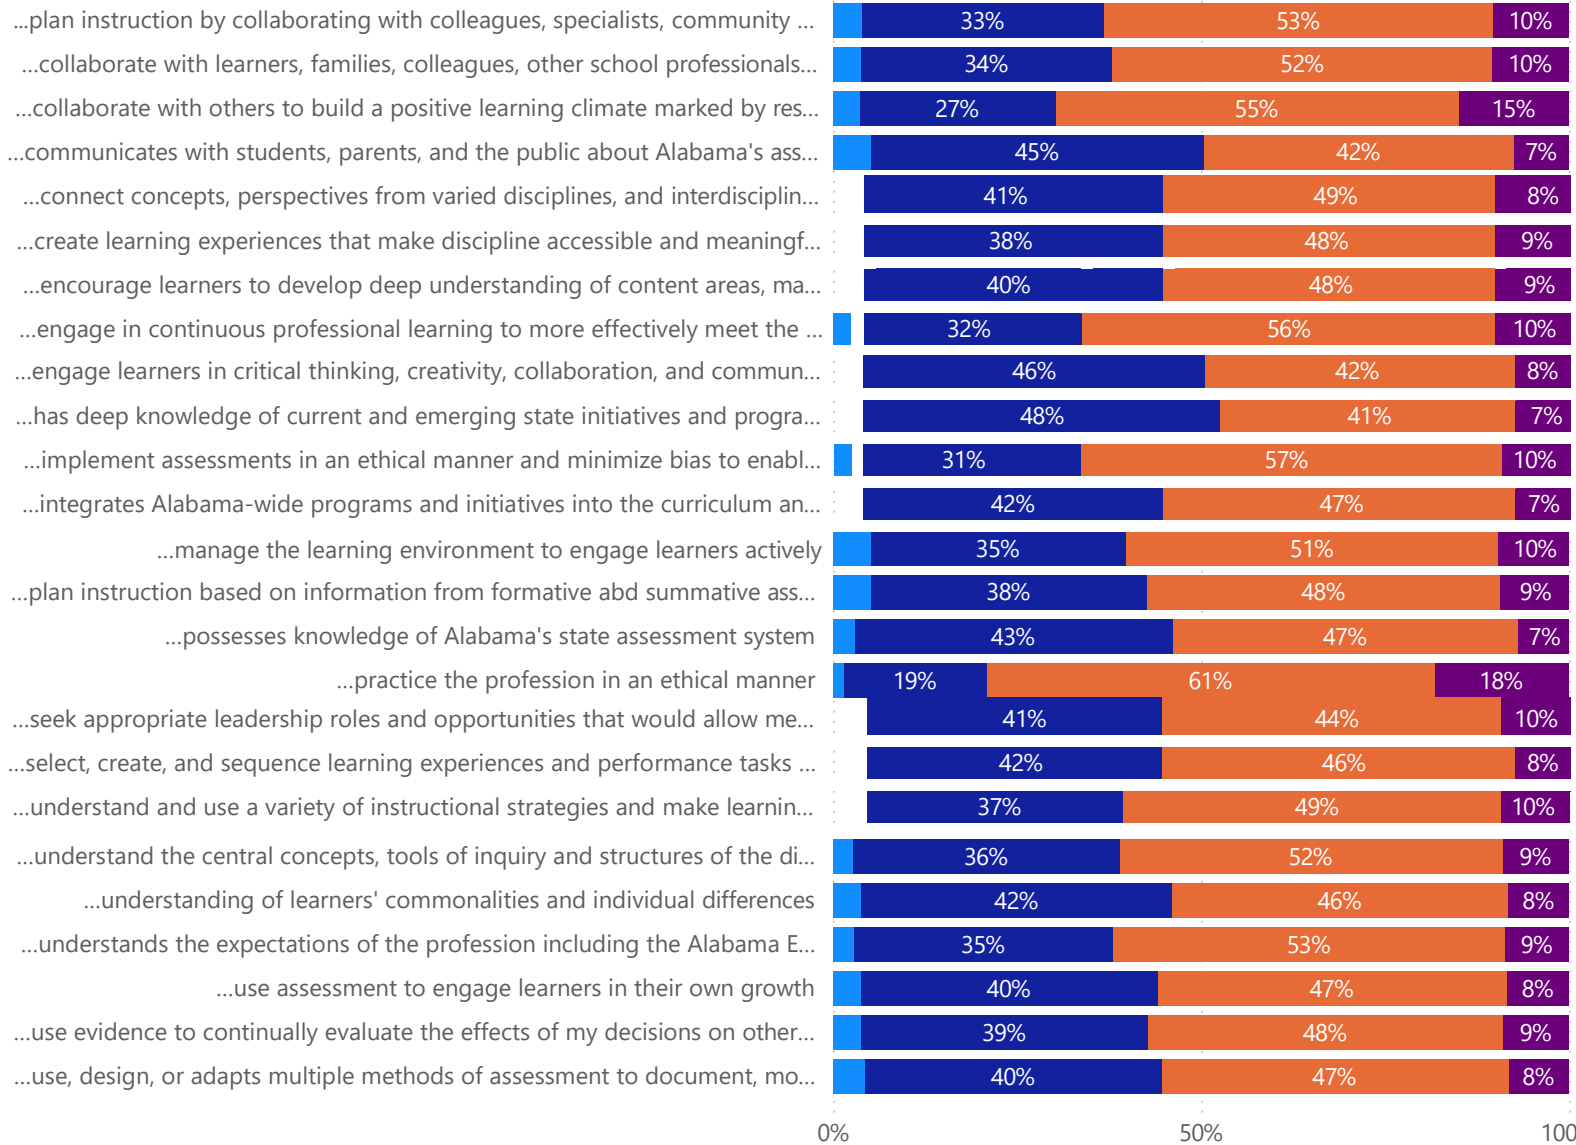 ...plan instruction by collaborating with colleagues, specialists, community ... 33% 53% 10%
...collaborate with learners, families, colleagues, other school professionals... 34% 52% 10%
...collaborate with others to build a positive learning climate marked by res... 27% 55% 15%
...communicates with students, parents, and the public about Alabama's ass... 45% 42% 7%
...connect concepts, perspectives from varied disciplines, and interdisciplin... 41% 49% 8%
...create learning experiences that make discipline accessible and meaningf... 38% 48% 9%
...encourage learners to develop deep understanding of content areas, ma... 40% 48% 9%
...engage in continuous professional learning to more effectively meet the ... 32% 56% 10%
...engage learners in critical thinking, creativity, collaboration, and commun... 46% 42% 8%
...has deep knowledge of current and emerging state initiatives and progra... 48% 41% 7%
...implement assessments in an ethical manner and minimize bias to enabl... 31% 57% 10%
...integrates Alabama-wide programs and initiatives into the curriculum an... 42% 47% 7%
...manage the learning environment to engage learners actively 35% 51% 10%
...plan instruction based on information from formative abd summative ass... 38% 48% 9%
...possesses knowledge of Alabama's state assessment system 43% 47% 7%
...practice the profession in an ethical manner 19% 61% 18%
...seek appropriate leadership roles and opportunities that would allow me... 41% 44% 10%
...select, create, and sequence learning experiences and performance tasks ... 42% 46% 8%
...understand and use a variety of instructional strategies and make learnin... 37% 49% 10%
...understand the central concepts, tools of inquiry and structures of the di... 36% 52% 9%
...understanding of learners' commonalities and individual differences 42% 46% 8%
...understands the expectations of the profession including the Alabama E... 35% 53% 9%
...use assessment to engage learners in their own growth 40% 47% 8%
...use evidence to continually evaluate the effects of my decisions on other... 39% 48% 9%
...use, design, or adapts multiple methods of assessment to document, mo... 40% 47% 8%
0% 50% 100